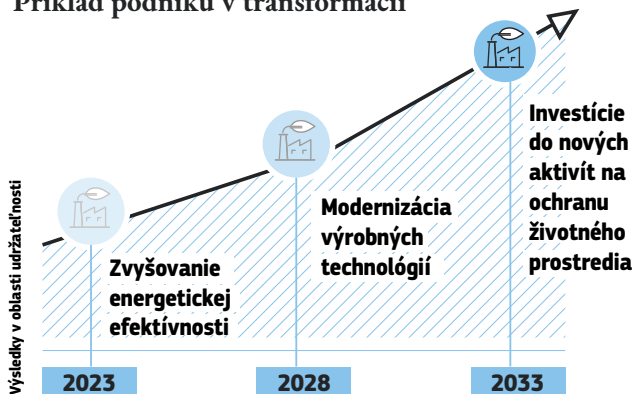 Príklad podniku v transformácii
Výsledky v oblasti udržateľnosti
Zvyšovanie
energetickej
efektívnosti
Modernizácia
výrobných
technológií
Investície
do nových
aktivít na
ochranu
životného
prostredia
2023
2028
2033